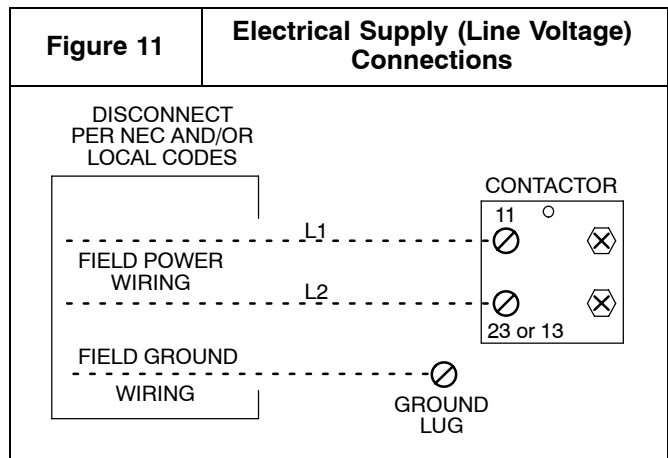 Figure 11
Electrical Supply (Line Voltage)
Connections
DISCONNECT
PER NEC AND/OR
LOCAL CODES
CONTACTOR
11
L1
FIELD POWER
WIRING
L2
23 or 13
FIELD GROUND
WIRING
GROUND
LUG